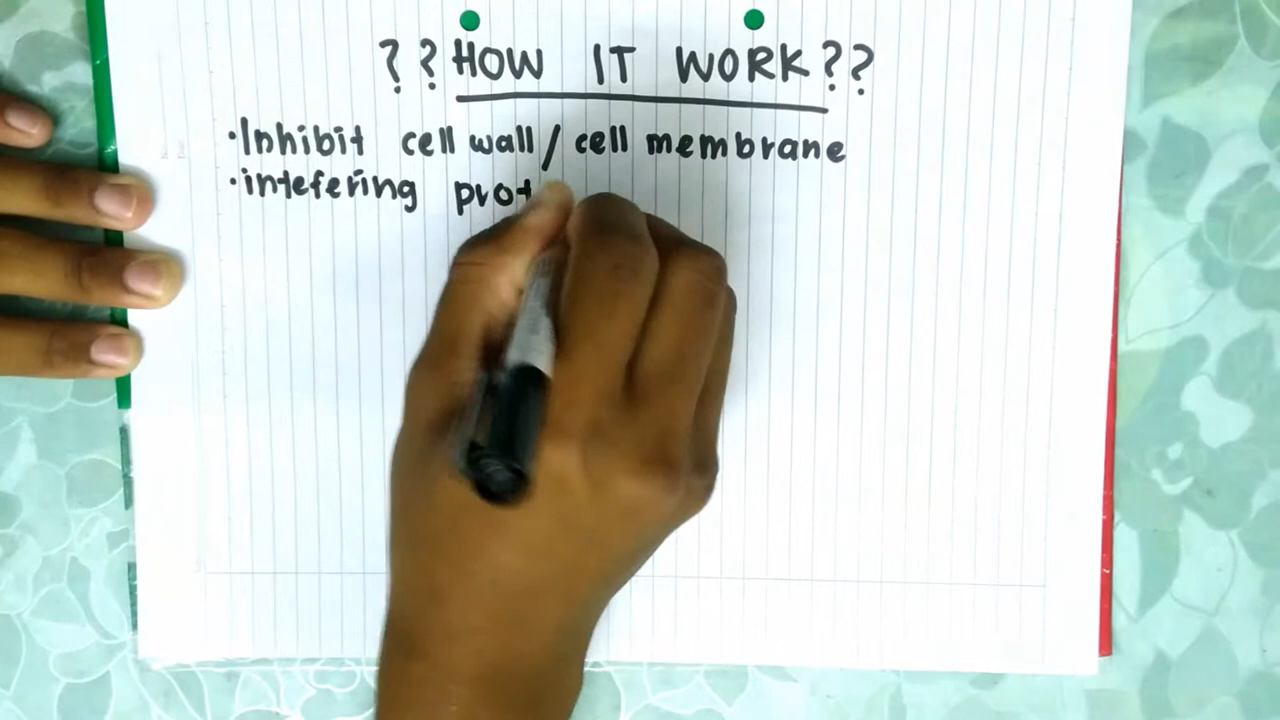 ??HOW IT WORK??
·Inhibit cell wall / cell membrane
·intefering prot